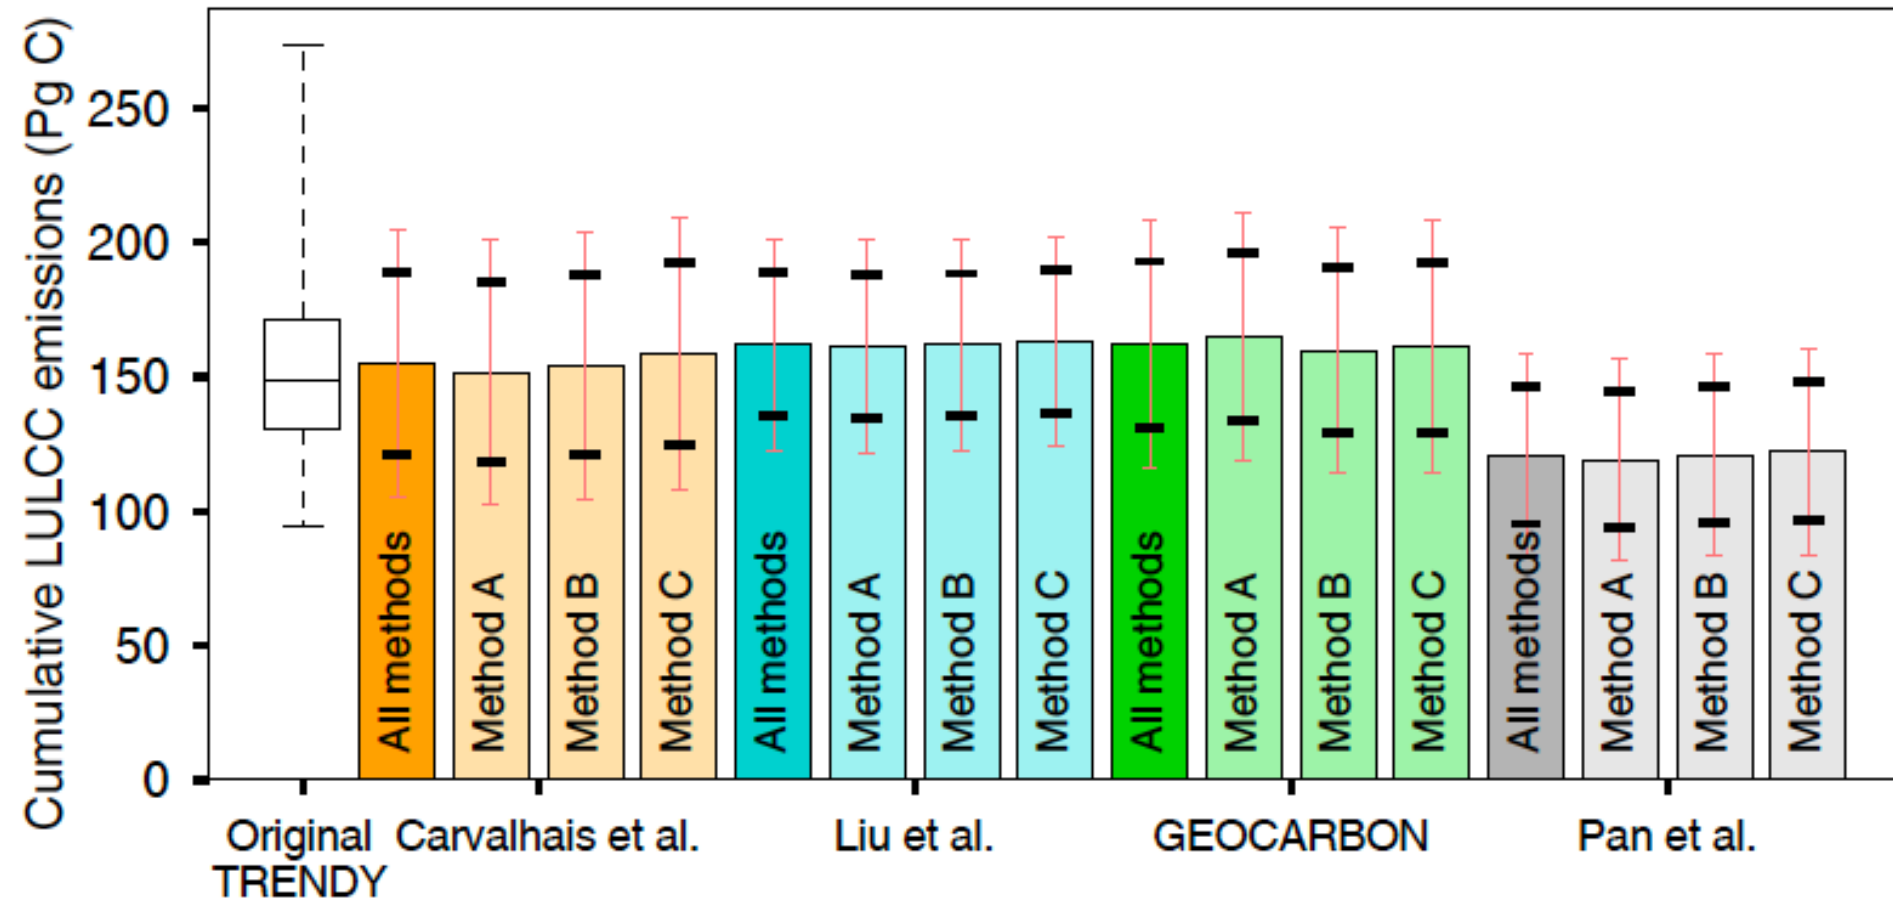 Cumulative LULCC emissions (Pg C)
250
200
150
100
50
0
All methods
Method A
Method B
Method C
All methods
Method A
Method B
Method C
All methods
Method A
Method B
Method C
All methods
Method A
Method B
Method C
Original
TRENDY
Carvalhais et al.
Liu et al.
GEOCARBON
Pan et al.